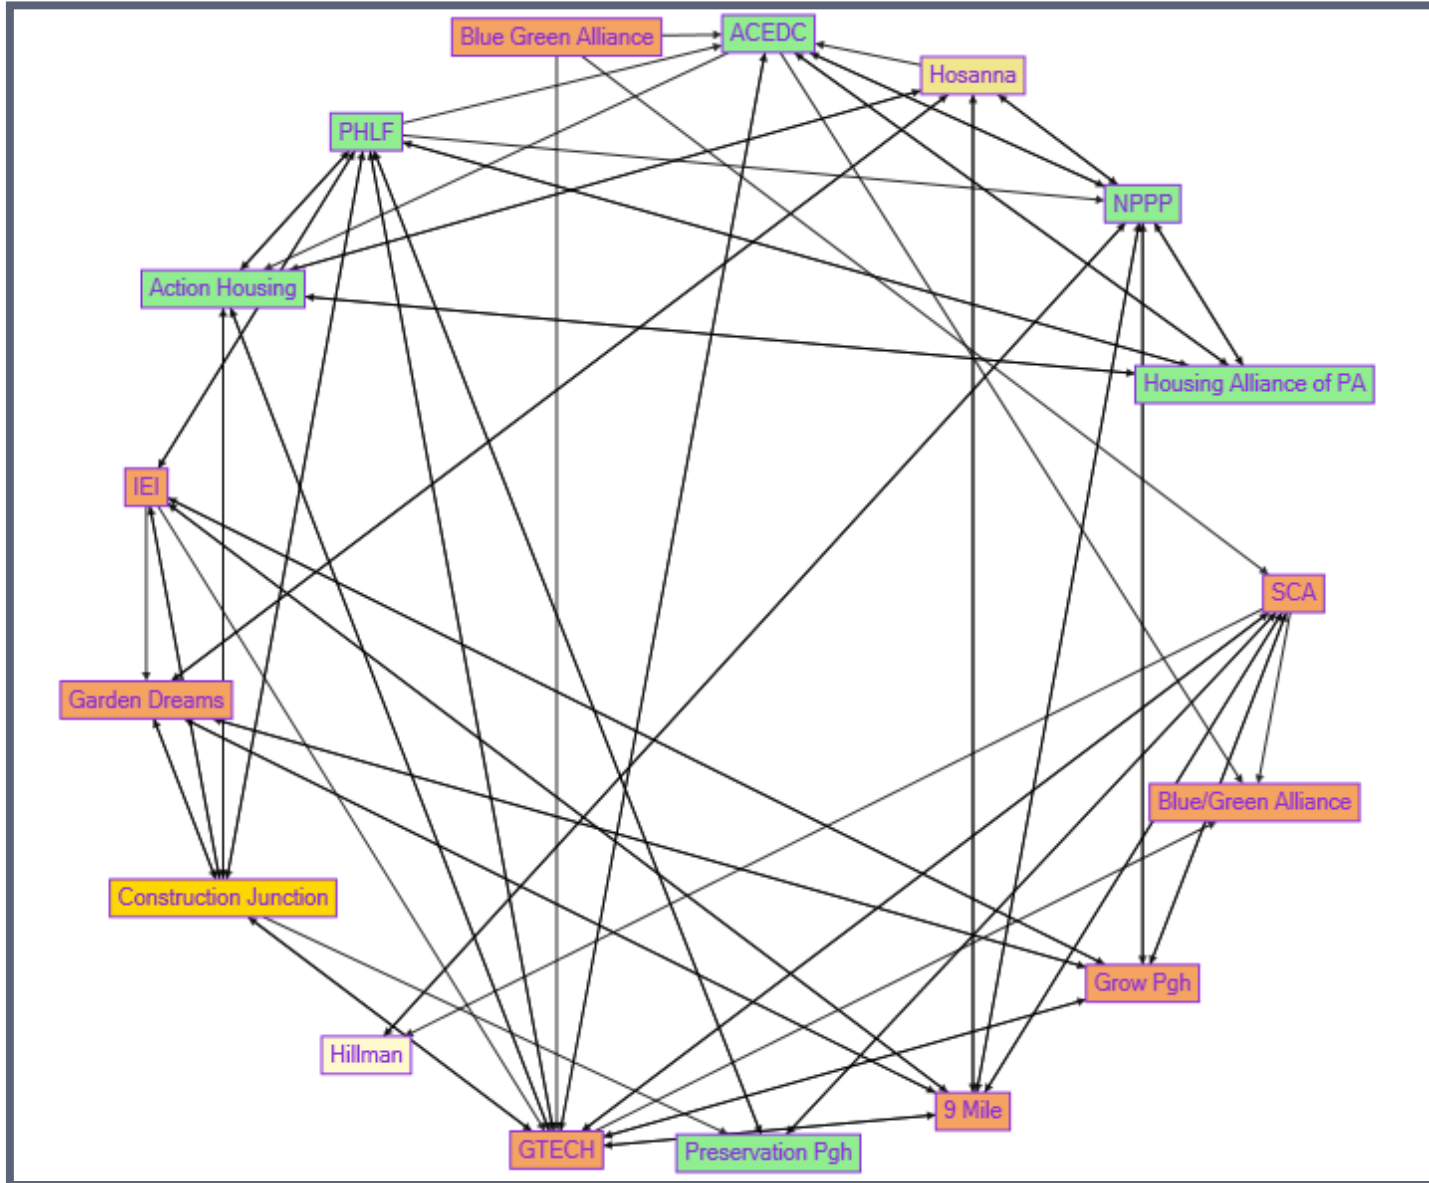 Blue Green Alliance
ACEDC
Hosanna
PHLF
NPPP
Action Housing
Housing Alliance of PA
IEI
SCA
Garden Dreams
Blue/Green Alliance
Construction Junction
Grow Pgh
Hillman
9 Mile
GTECH
Preservation Pgh